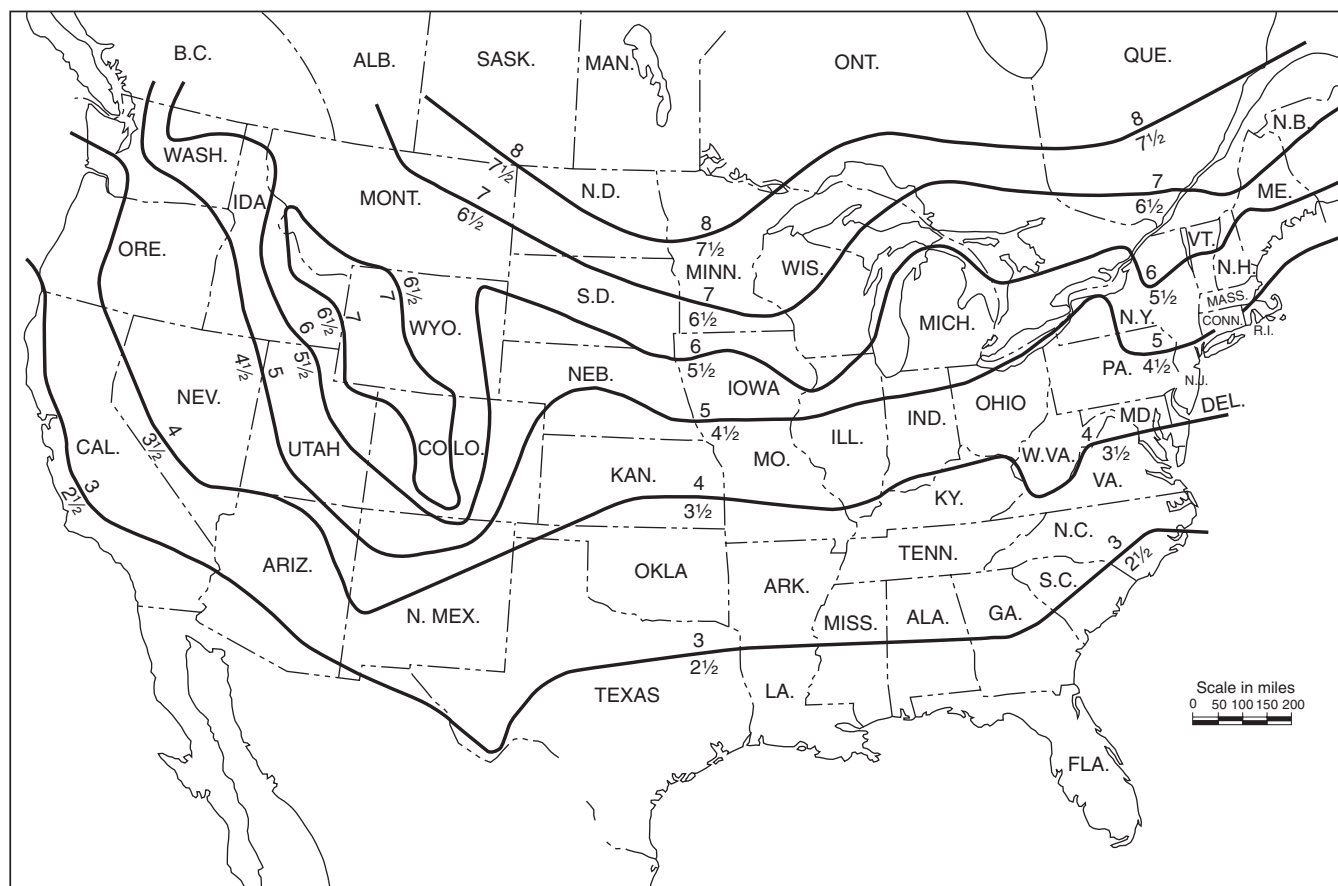 B.C.
ALB.
SASK.
MAN.
ONT.
QUE.
N.B.
WASH.
IDA
MONT.
8
7½
7
6½
N.D.
8
7½
MINN.
WIS.
8
7½
7
6½
ME.
VT.
N.H.
ORE.
6½
7
WYO.
6½
7
6
5½
S.D.
7
6½
MICH.
6
5½
N.Y.
MASS.
CONN.
R.I.
4½
5
NEV.
NEB.
6
5½
IOWA
PA.
5
4½
N.J.
DEL.
MD.
CAL.
4
3½
UTAH
COLO.
KAN.
5
4½
MO.
ILL.
IND.
OHIO
W.VA.
4
3½
VA.
3
2½
4
3½
KY.
N.C.
TENN.
3
2½
ARIZ.
N. MEX.
OKLA
ARK.
S.C.
MISS.
ALA.
GA.
3
2½
TEXAS
LA.
FLA.
Scale in miles
0 50 100 150 200